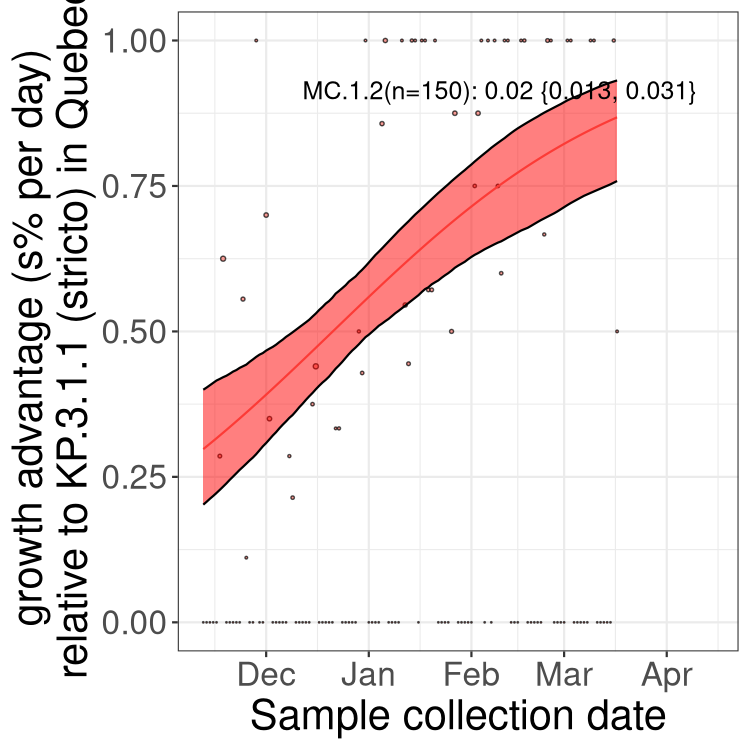 growth advantage (s% per day)
relative to KP.3.1.1 (stricto) in Quebec
1.00
0.75
0.50
0.25
0.00
MC.1.2(n=150): 0.02 {0.013, 0.031}
Dec Jan Feb Mar Apr
Sample collection date